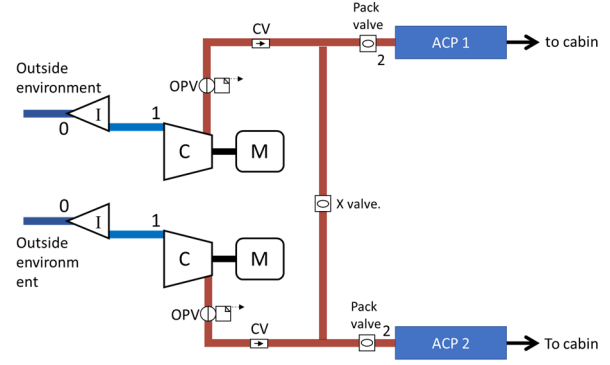 Pack
valve
CV
ACP 1
to cabin
2
Outside
environment
OPV
I
0
1
C
M
X valve.
0
I
1
Outside
environm
ent
C
M
OPV
CV
Pack
valve
2
ACP 2
To cabin